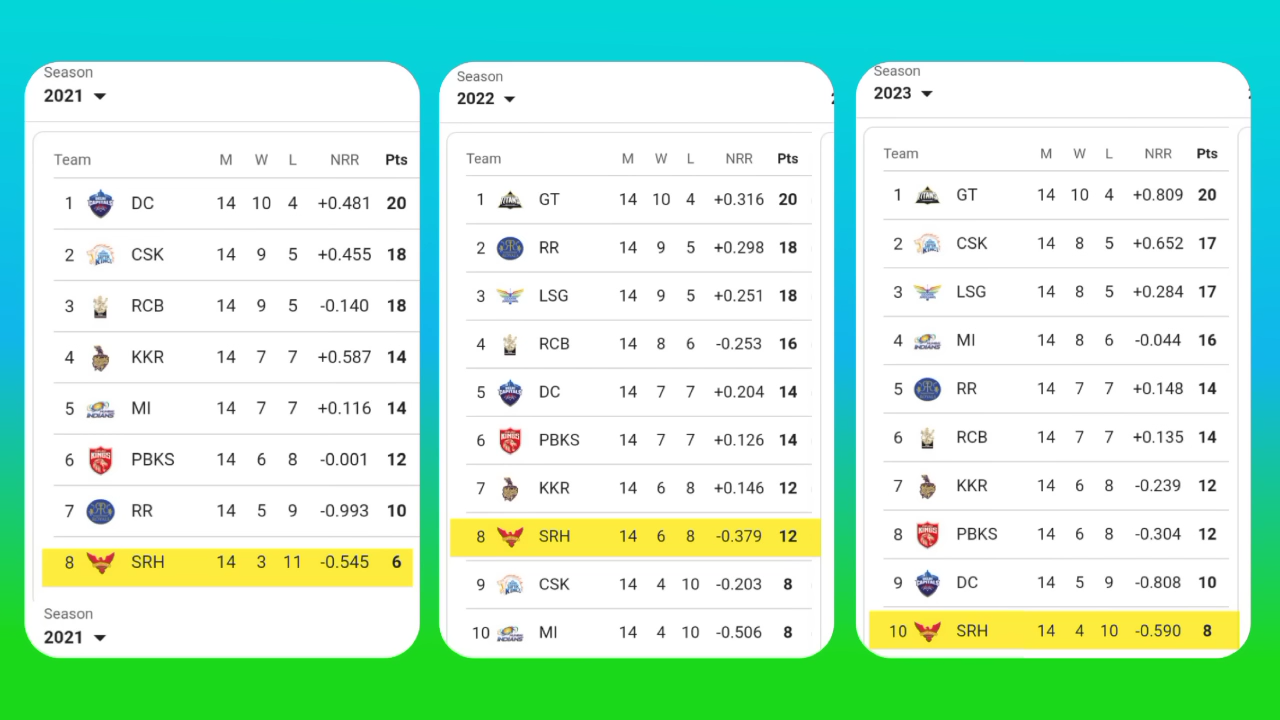 Season
2021
Team M W L NRR Pts
1 DC 14 10 4 +0.481 20
2 CSK 14 9 5 +0.455 18
3 RCB 14 9 5 -0.140 18
4 KKR 14 7 7 +0.587 14
5 MI 14 7 7 +0.116 14
6 PBKS 14 6 8 -0.001 12
7 RR 14 5 9 -0.993 10
8 SRH 14 3 11 -0.545 6
Season
2021
Season
2022
Team M W L NRR Pts
1 GT 14 10 4 +0.316 20
2 RR 14 9 5 +0.298 18
3 LSG 14 9 5 +0.251 18
4 RCB 14 8 6 -0.253 16
5 DC 14 7 7 +0.204 14
6 PBKS 14 7 7 +0.126 14
7 KKR 14 6 8 +0.146 12
8 SRH 14 6 8 -0.379 12
9 CSK 14 4 10 -0.203 8
10 MI 14 4 10 -0.506 8
Season
2023
Team M W L NRR Pts
1 GT 14 10 4 +0.809 20
2 CSK 14 8 5 +0.652 17
3 LSG 14 8 5 +0.284 17
4 MI 14 8 6 -0.044 16
5 RR 14 7 7 +0.148 14
6 RCB 14 7 7 +0.135 14
7 KKR 14 6 8 -0.239 12
8 PBKS 14 6 8 -0.304 12
9 DC 14 5 9 -0.808 10
10 SRH 14 4 10 -0.590 8